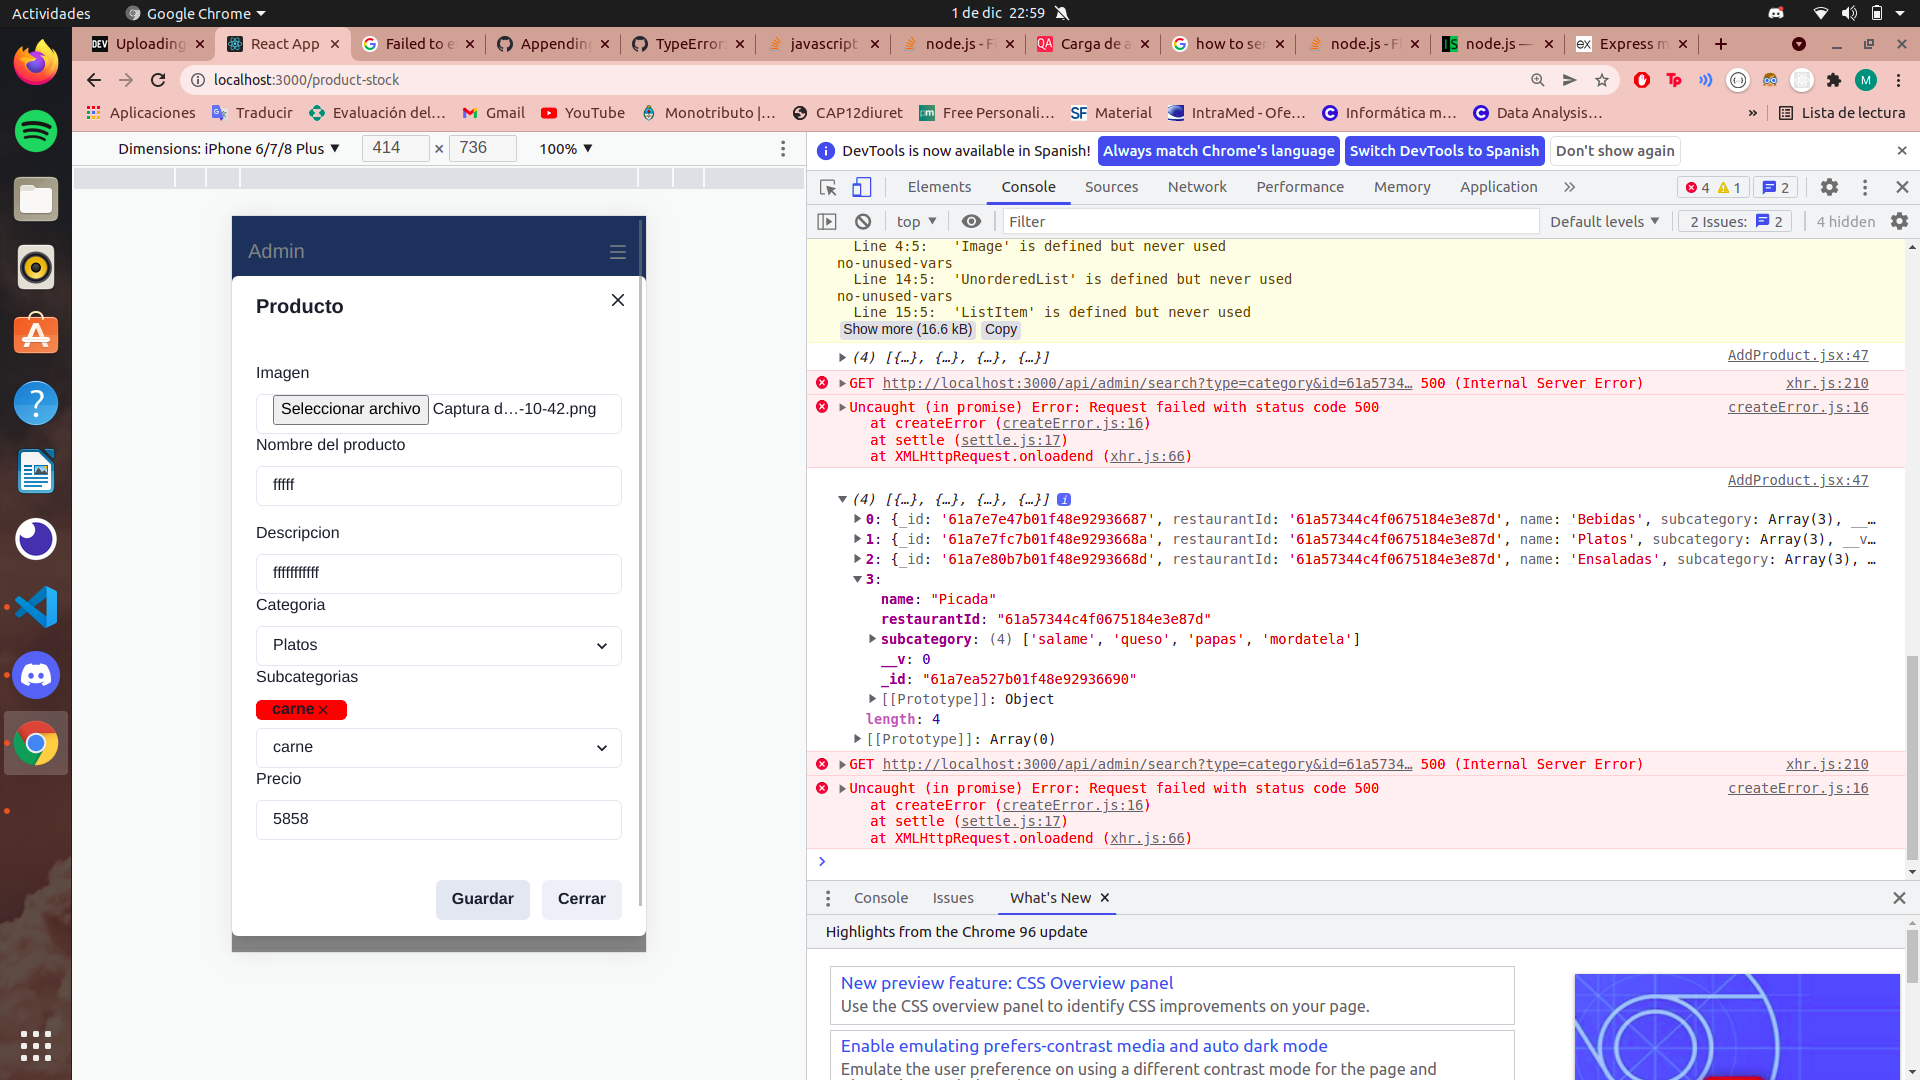 Actividades
Google Chrome
1 de dic 22:59
Uploading
React App
Failed to e
Appending
TypeError:
javascript
node.js - Fi
Carga de a
how to ser
node.js - Fi
node.js —
Express m
localhost:3000/product-stock
Aplicaciones
Traducir
Evaluación del...
Gmail
YouTube
Monotributo |...
CAP12diuret
Free Personali...
Material
IntraMed - Ofe...
Informática m...
Data Analysis...
»
Lista de lectura
Dimensions: iPhone 6/7/8 Plus
414 × 736
100%
DevTools is now available in Spanish!
Always match Chrome's language
Switch DevTools to Spanish
Don't show again
Elements
Console
Sources
Network
Performance
Memory
Application
»
4
1
2
top
Filter
Default levels
2 Issues: 2
4 hidden
Admin
Producto
Imagen
Seleccionar archivo Captura d...-10-42.png
Nombre del producto
fffff
Descripcion
fffffffffff
Categoria
Platos
Subcategorias
carne
carne
Precio
5858
Guardar
Cerrar
Line 4:5: 'Image' is defined but never used
no-unused-vars
Line 14:5: 'UnorderedList' is defined but never used
no-unused-vars
Line 15:5: 'ListItem' is defined but never used
Show more (16.6 kB) Copy
(4) [{…}, {…}, {…}, {…}] AddProduct.jsx:47
GET http://localhost:3000/api/admin/search?type=category&id=61a5734… 500 (Internal Server Error) xhr.js:210
Uncaught (in promise) Error: Request failed with status code 500 createError.js:16
at createError (createError.js:16)
at settle (settle.js:17)
at XMLHttpRequest.onloadend (xhr.js:66)
AddProduct.jsx:47
(4) [{…}, {…}, {…}, {…}] i
0: {_id: '61a7e7e47b01f48e92936687', restaurantId: '61a57344c4f0675184e3e87d', name: 'Bebidas', subcategory: Array(3), __…
1: {_id: '61a7e7fc7b01f48e9293668a', restaurantId: '61a57344c4f0675184e3e87d', name: 'Platos', subcategory: Array(3), __v…
2: {_id: '61a7e80b7b01f48e9293668d', restaurantId: '61a57344c4f0675184e3e87d', name: 'Ensaladas', subcategory: Array(3), …
3:
name: "Picada"
restaurantId: "61a57344c4f0675184e3e87d"
subcategory: (4) ['salame', 'queso', 'papas', 'mordatela']
__v: 0
_id: "61a7ea527b01f48e92936690"
[[Prototype]]: Object
length: 4
[[Prototype]]: Array(0)
GET http://localhost:3000/api/admin/search?type=category&id=61a5734… 500 (Internal Server Error) xhr.js:210
Uncaught (in promise) Error: Request failed with status code 500 createError.js:16
at createError (createError.js:16)
at settle (settle.js:17)
at XMLHttpRequest.onloadend (xhr.js:66)
Console
Issues
What's New
Highlights from the Chrome 96 update
New preview feature: CSS Overview panel
Use the CSS overview panel to identify CSS improvements on your page.
Enable emulating prefers-contrast media and auto dark mode
Emulate the user preference on using a different contrast mode for the page and